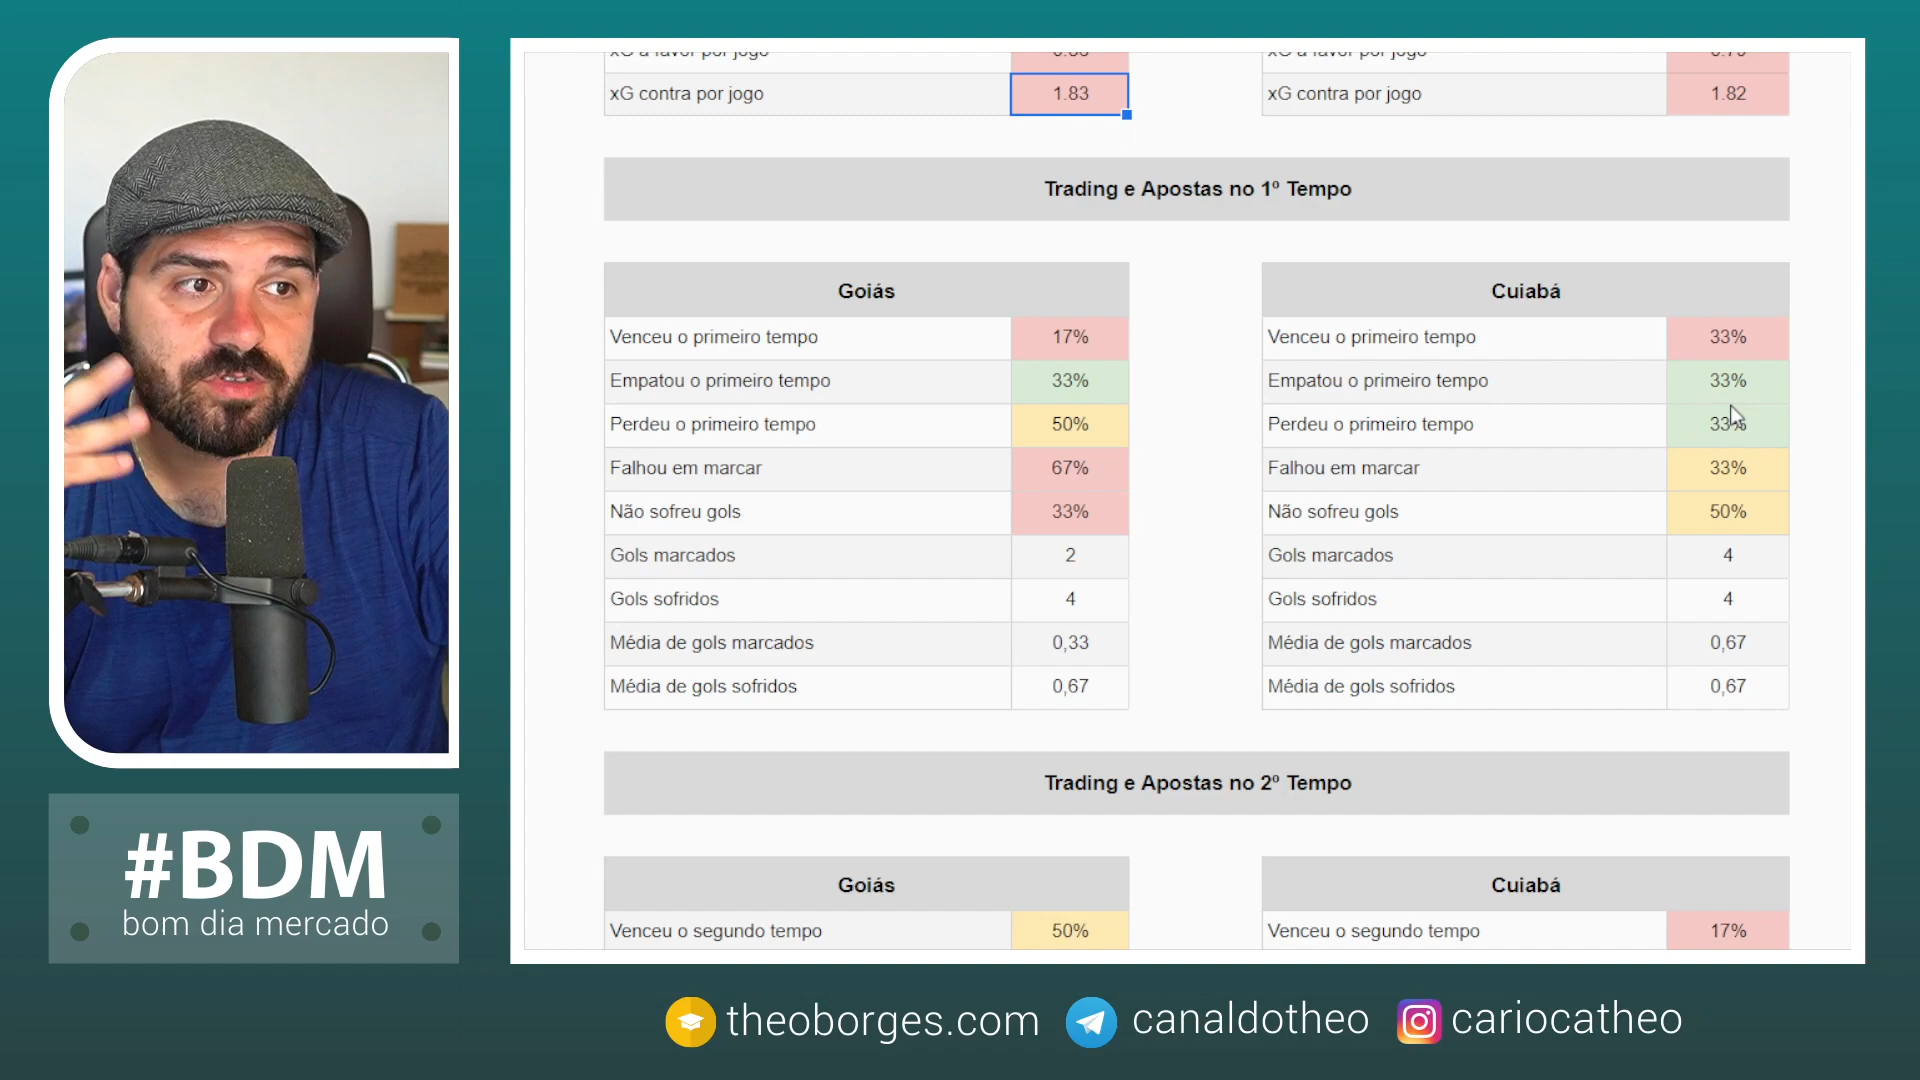 xG contra por jogo 1.83
xG contra por jogo 1.82
Trading e Apostas no 1º Tempo
Goiás
Venceu o primeiro tempo 17%
Empatou o primeiro tempo 33%
Perdeu o primeiro tempo 50%
Falhou em marcar 67%
Não sofreu gols 33%
Gols marcados 2
Gols sofridos 4
Média de gols marcados 0,33
Média de gols sofridos 0,67
Cuiabá
Venceu o primeiro tempo 33%
Empatou o primeiro tempo 33%
Perdeu o primeiro tempo 33%
Falhou em marcar 33%
Não sofreu gols 50%
Gols marcados 4
Gols sofridos 4
Média de gols marcados 0,67
Média de gols sofridos 0,67
Trading e Apostas no 2º Tempo
Goiás
Venceu o segundo tempo 50%
Cuiabá
Venceu o segundo tempo 17%
#BDM
bom dia mercado
theoborges.com
canaldotheo
cariocatheo